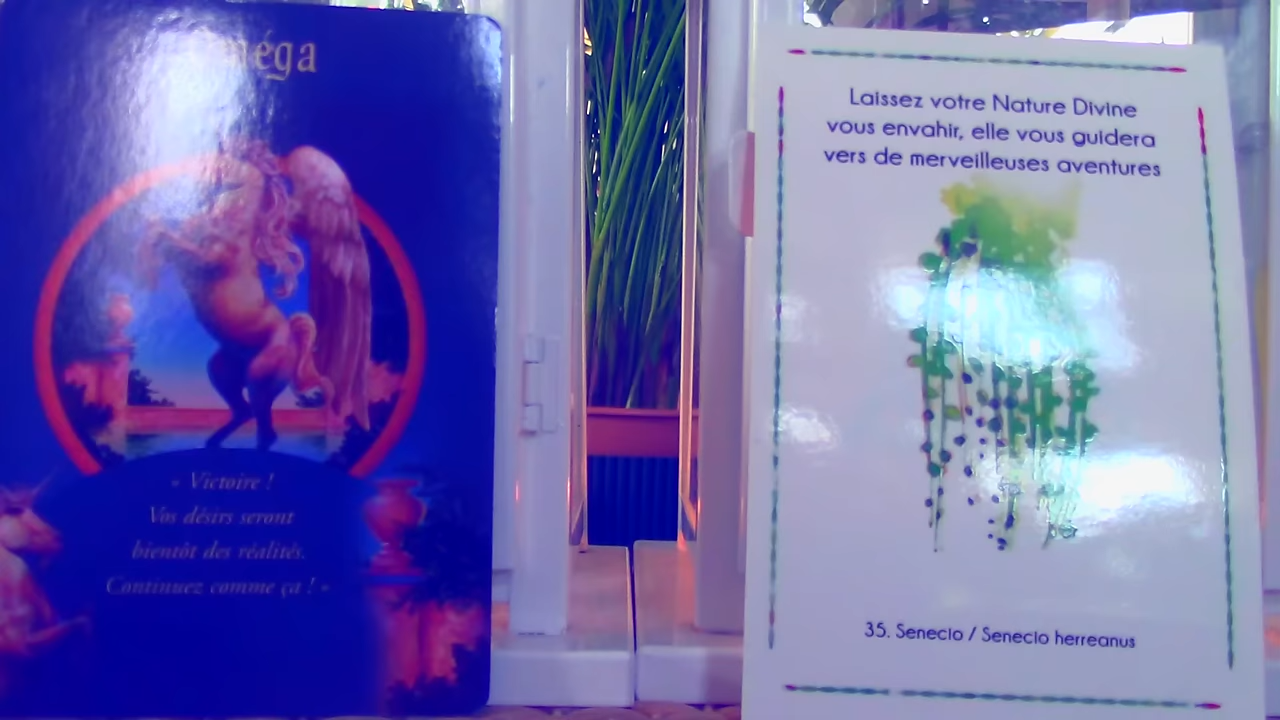 Oméga
« Victoire !
Vos désirs seront
bientôt des réalités.
Continuez comme ça ! »
Laissez votre Nature Divine
vous envahir, elle vous guidera
vers de merveilleuses aventures
35. Senecio / Senecio herreanus